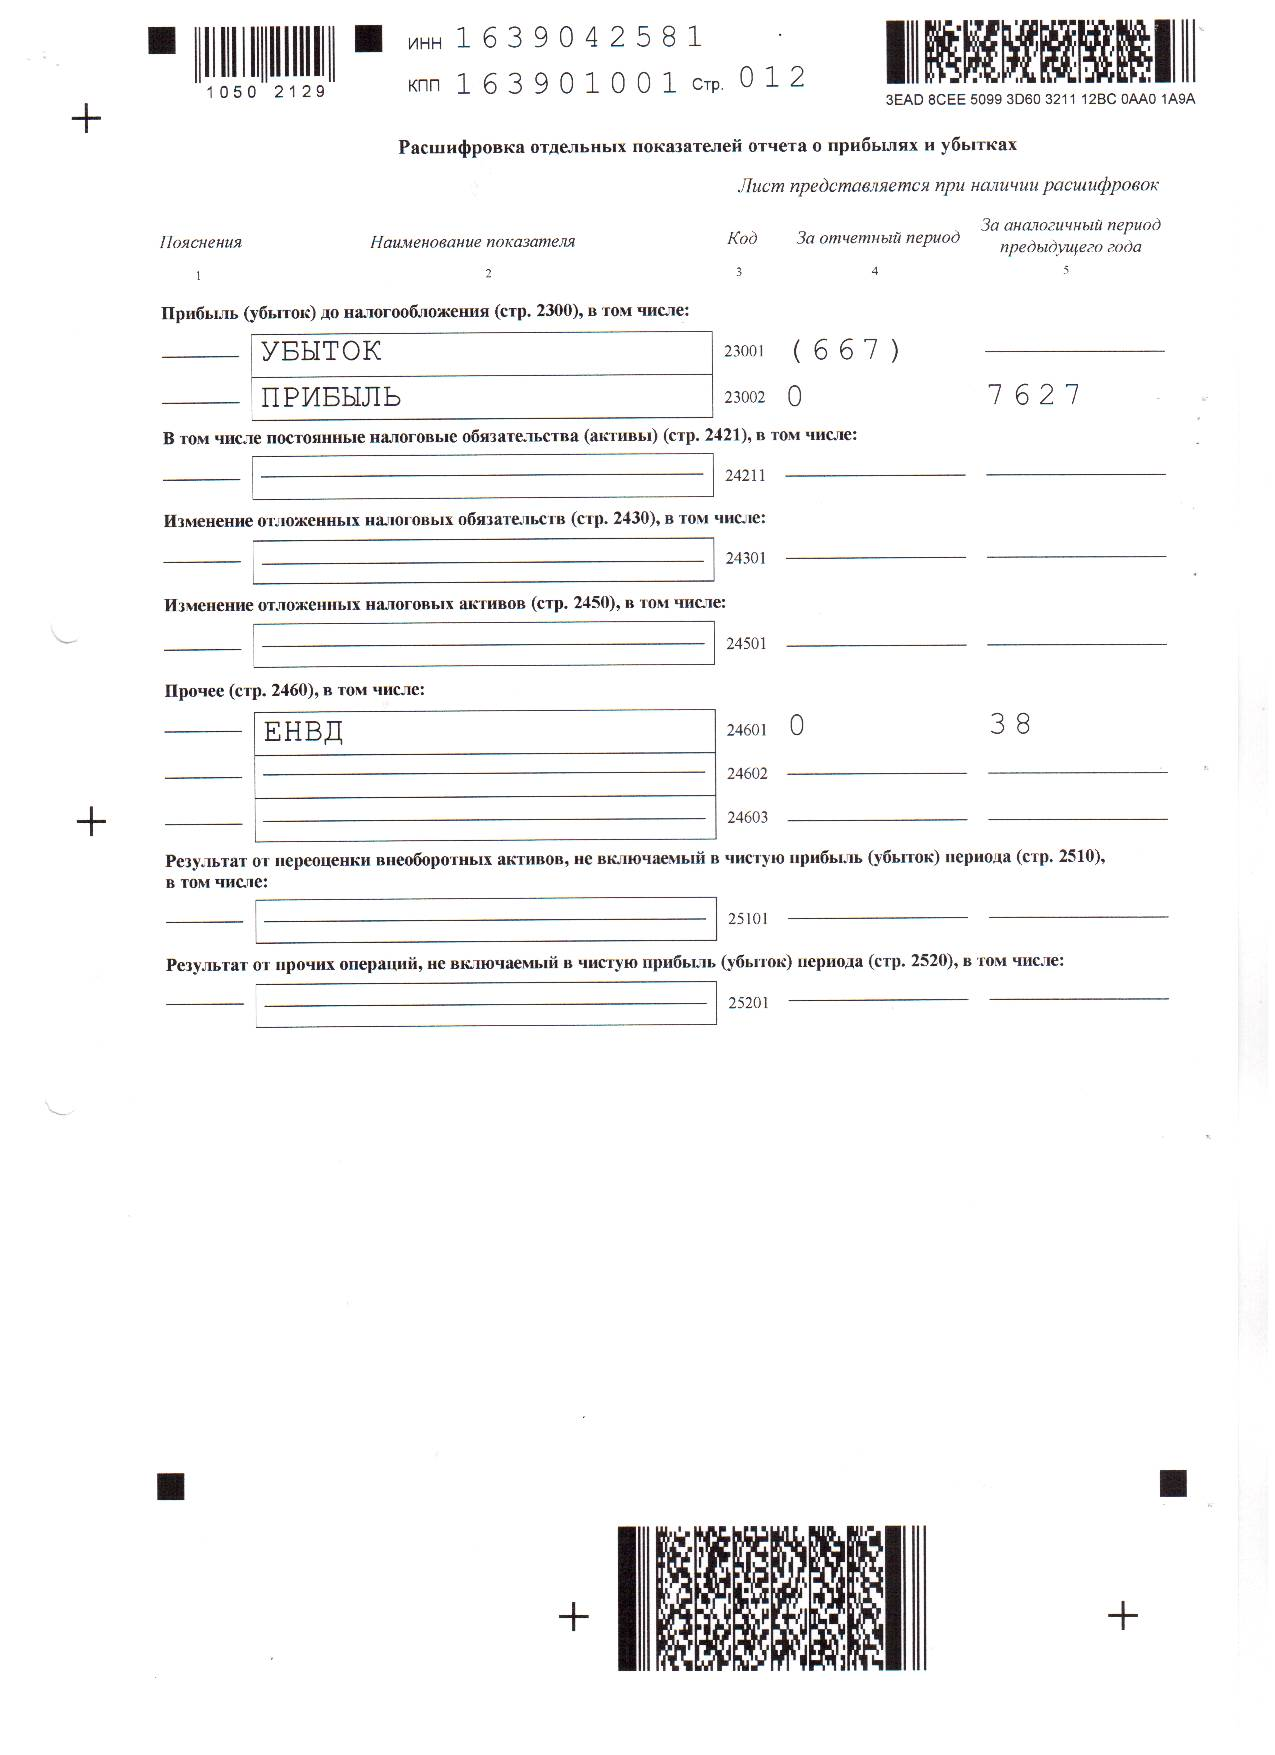 ИНН 1639042581
1050 2129
КПП 163901001 Стр. 012
3EAD 8CEE 5099 3D60 3211 12BC 0AA0 1A9A
Расшифровка отдельных показателей отчета о прибылях и убытках
Лист представляется при наличии расшифровок
Пояснения Наименование показателя Код За отчетный период За аналогичный период предыдущего года
1 2 3 4 5
Прибыль (убыток) до налогообложения (стр. 2300), в том числе:
УБЫТОК 23001 (667)
ПРИБЫЛЬ 23002 0 7627
В том числе постоянные налоговые обязательства (активы) (стр. 2421), в том числе:
24211
Изменение отложенных налоговых обязательств (стр. 2430), в том числе:
24301
Изменение отложенных налоговых активов (стр. 2450), в том числе:
24501
Прочее (стр. 2460), в том числе:
ЕНВД 24601 0 38
24602
24603
Результат от переоценки внеоборотных активов, не включаемый в чистую прибыль (убыток) периода (стр. 2510),
в том числе:
25101
Результат от прочих операций, не включаемый в чистую прибыль (убыток) периода (стр. 2520), в том числе:
25201